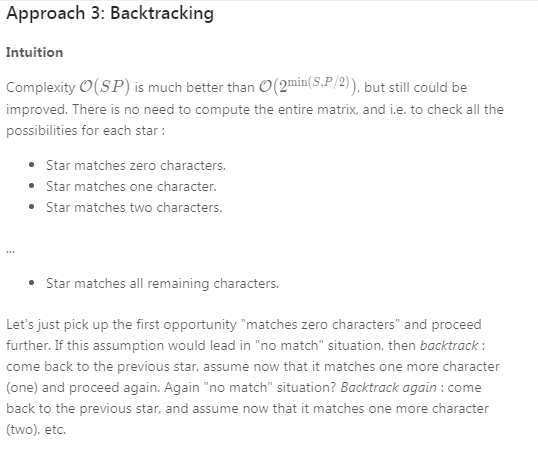 Approach 3: Backtracking
Intuition
Complexity O(SP) is much better than O(2^min(S,P/2)), but still could be
improved. There is no need to compute the entire matrix, and i.e. to check all the
possibilities for each star :
• Star matches zero characters.
• Star matches one character.
• Star matches two characters.
...
• Star matches all remaining characters.
Let's just pick up the first opportunity "matches zero characters" and proceed
further. If this assumption would lead in "no match" situation, then backtrack :
come back to the previous star, assume now that it matches one more character
(one) and proceed again. Again "no match" situation? Backtrack again : come
back to the previous star, and assume now that it matches one more character
(two), etc.